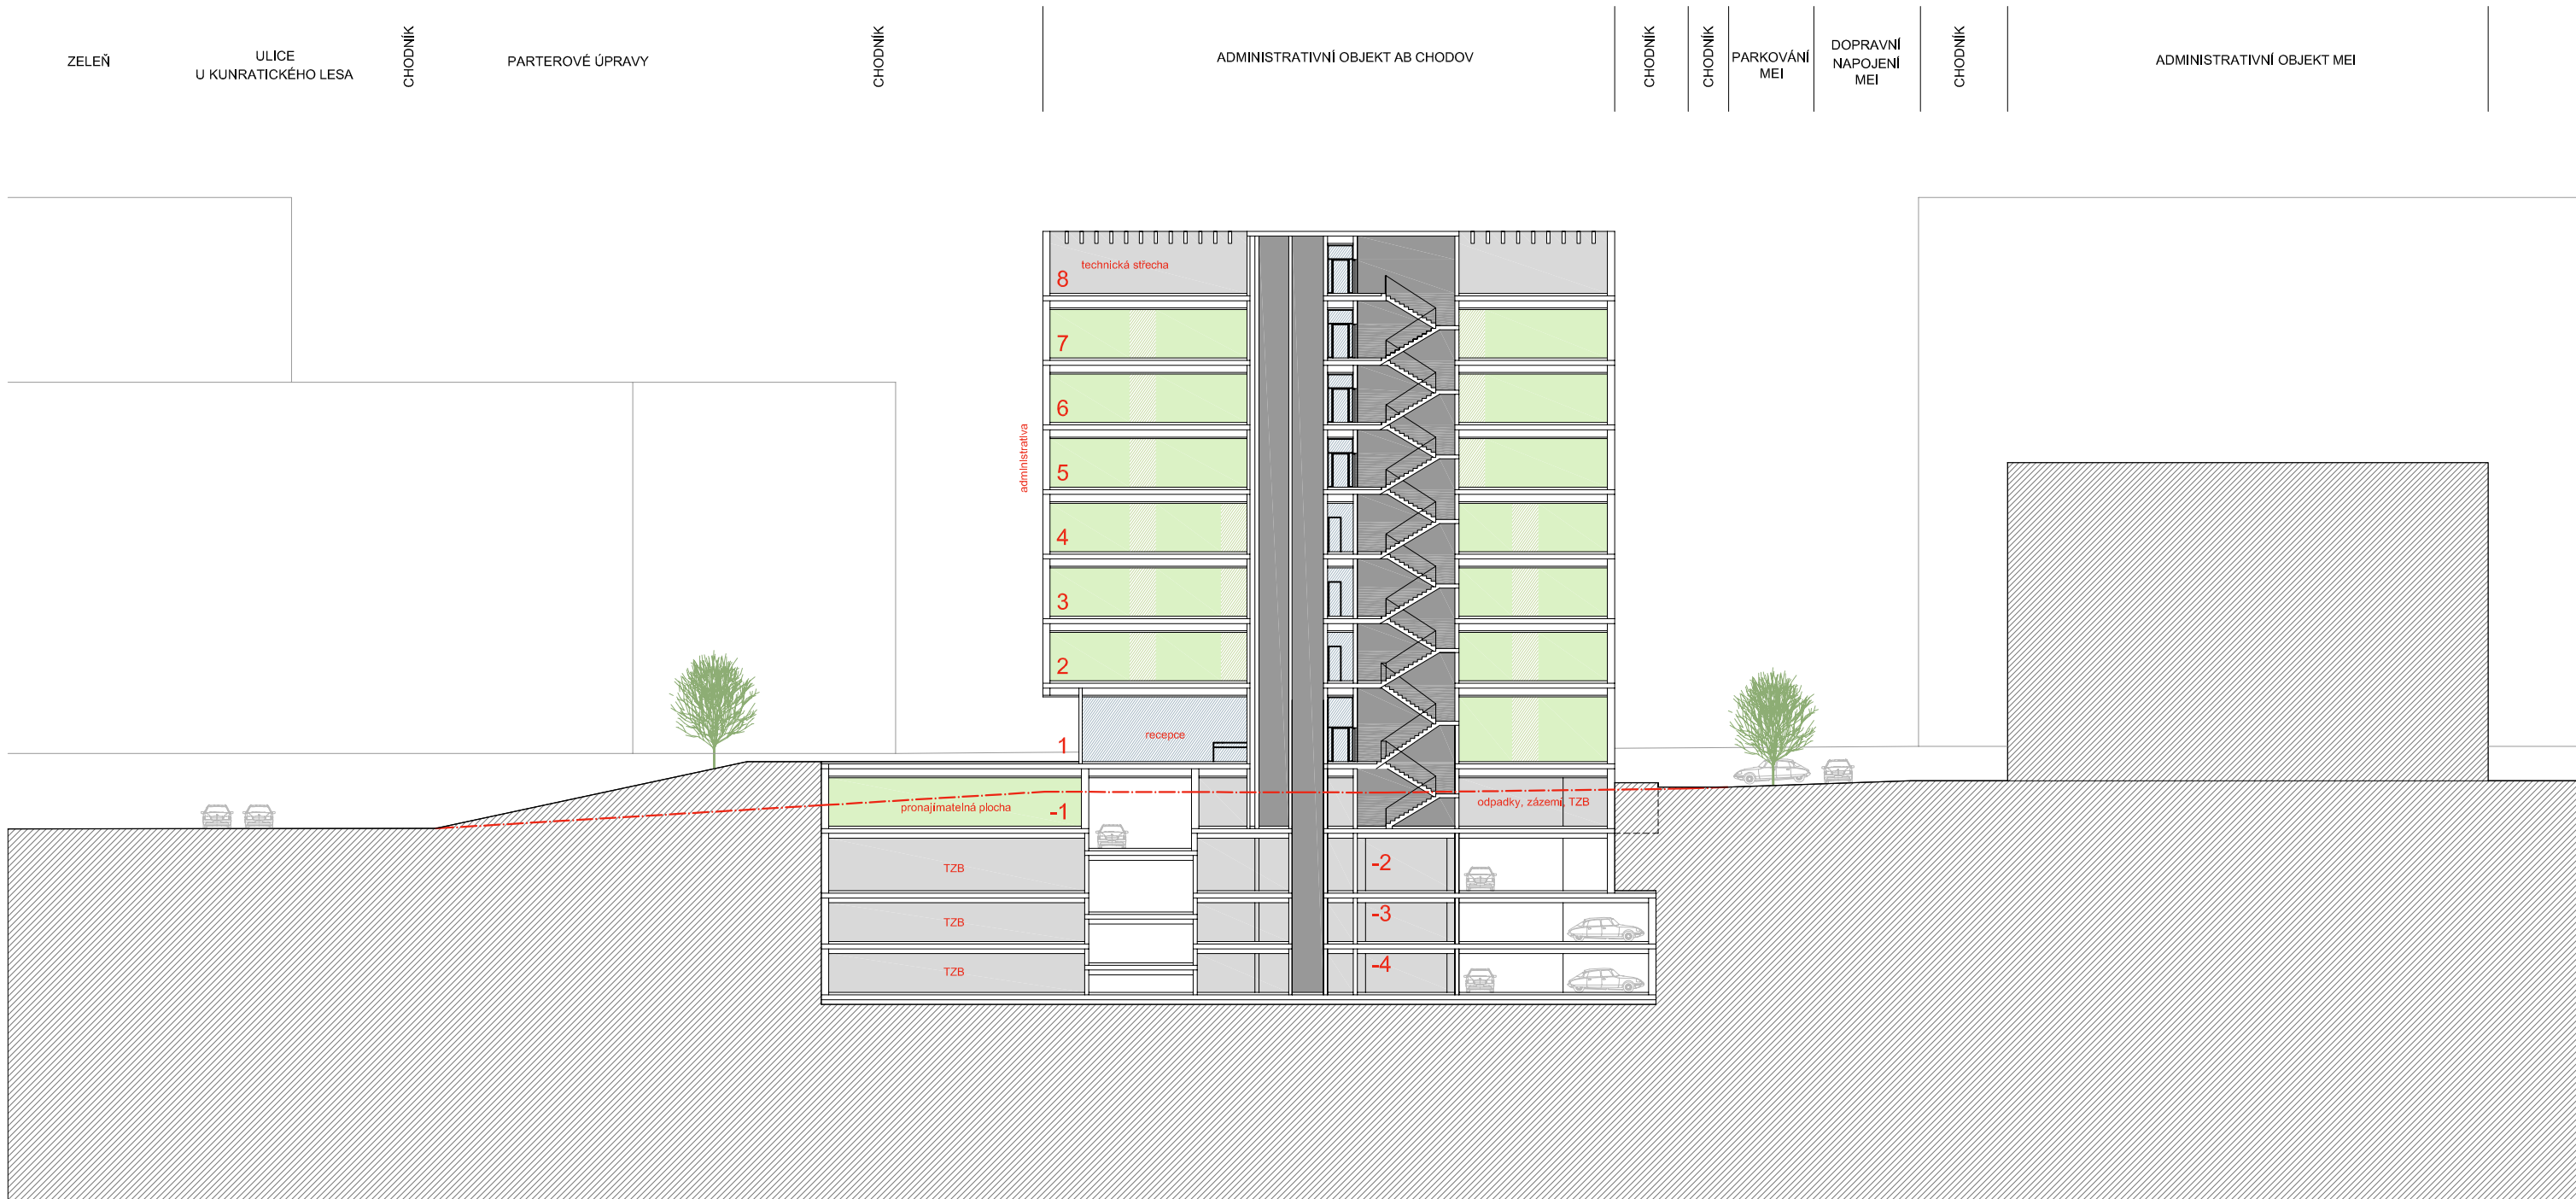 ZELEŇ
ULICE
U KUNRATICKÉHO LESA
CHODNÍK
PARTEROVÉ ÚPRAVY
CHODNÍK
ADMINISTRATIVNÍ OBJEKT AB CHODOV
CHODNÍK
CHODNÍK
PARKOVÁNÍ
MEI
DOPRAVNÍ
NAPOJENÍ
MEI
CHODNÍK
ADMINISTRATIVNÍ OBJEKT MEI
technická střecha
8
7
6
administrativa
5
4
3
2
recepce
1
pronajímatelná plocha
-1
odpadky, zázemí, TZB
TZB
-2
TZB
-3
TZB
-4